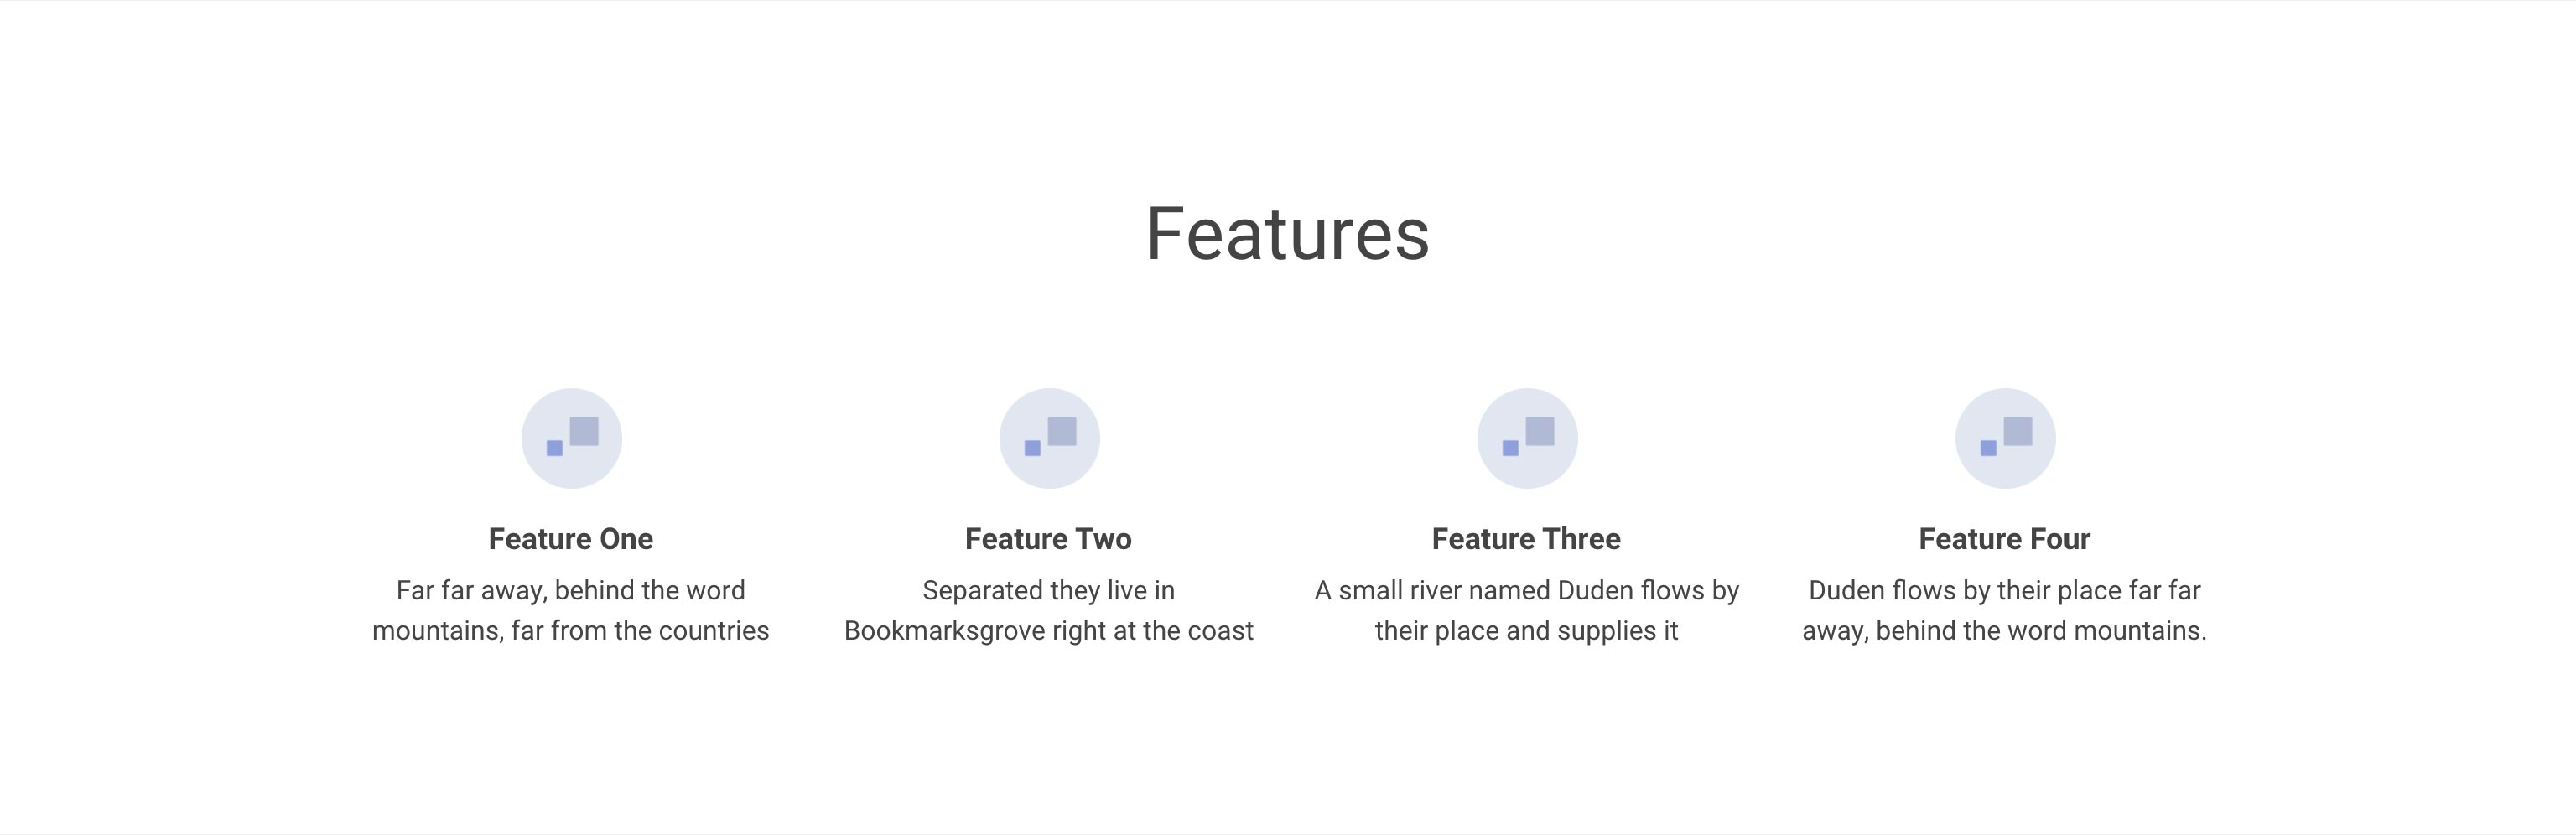 Features
Feature One
Far far away, behind the word
mountains, far from the countries
Feature Two
Separated they live in
Bookmarksgrove right at the coast
Feature Three
A small river named Duden flows by
their place and supplies it
Feature Four
Duden flows by their place far far
away, behind the word mountains.